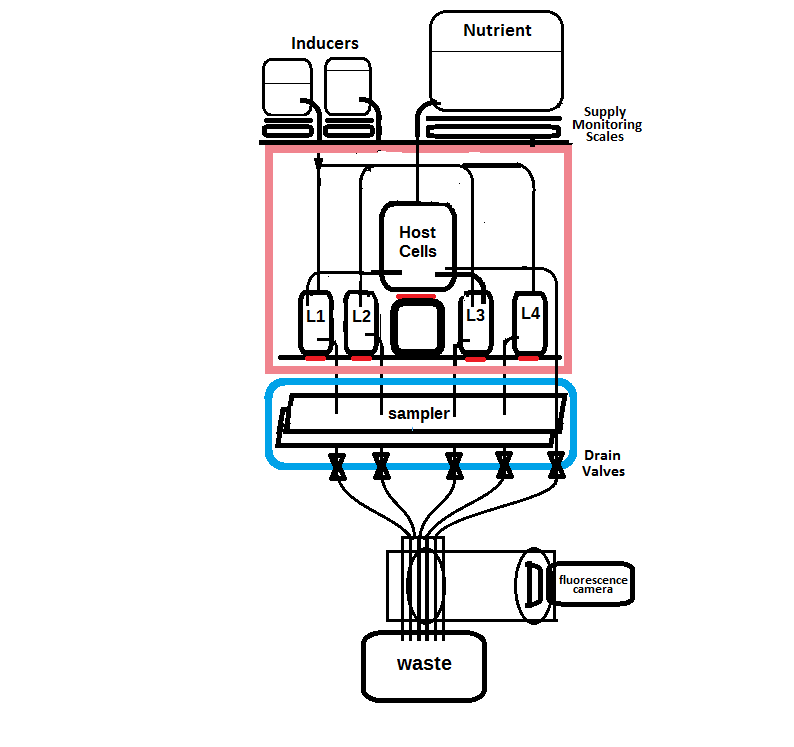 Inducers
Nutrient
Supply
Monitoring
Scales
Host
Cells
L1
L2
L3
L4
sampler
Drain
Valves
fluorescence
camera
waste